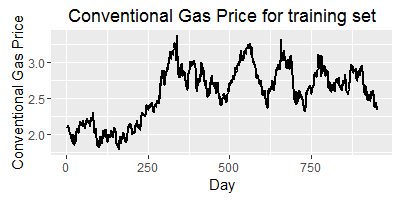 Conventional Gas Price for training set
Conventional Gas Price
3.0
2.5
2.0
0
250
500
750
Day